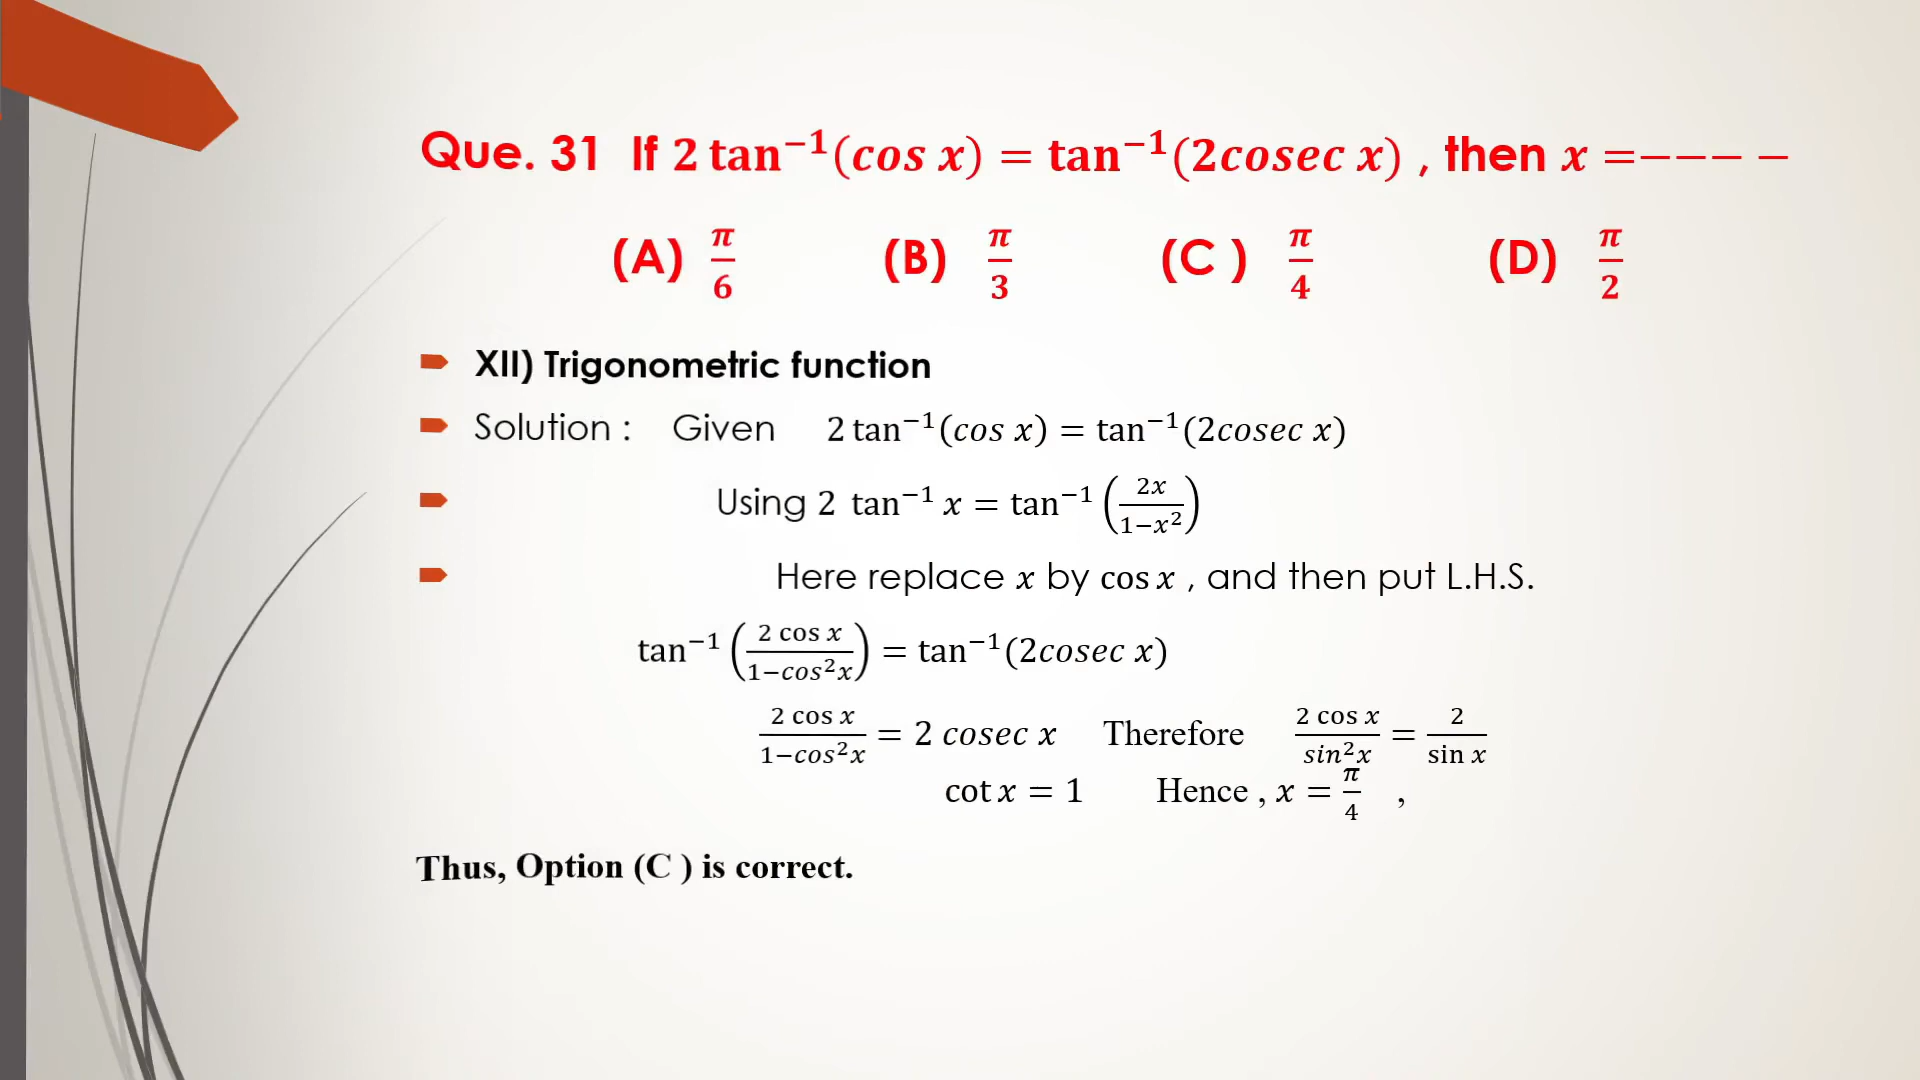 Que. 31 If 2 tan⁻¹(cos x) = tan⁻¹(2cosec x) , then x =−−− −
(A) π/6 (B) π/3 (C ) π/4 (D) π/2
XII) Trigonometric function
Solution : Given 2 tan⁻¹(cos x) = tan⁻¹(2cosec x)
Using 2 tan⁻¹ x = tan⁻¹ (2x/(1−x²))
Here replace x by cos x , and then put L.H.S.
tan⁻¹ (2 cos x/(1−cos²x)) = tan⁻¹(2cosec x)
2 cos x/(1−cos²x) = 2 cosec x Therefore 2 cos x/sin²x = 2/sin x
cot x = 1 Hence , x = π/4 ,
Thus, Option (C ) is correct.